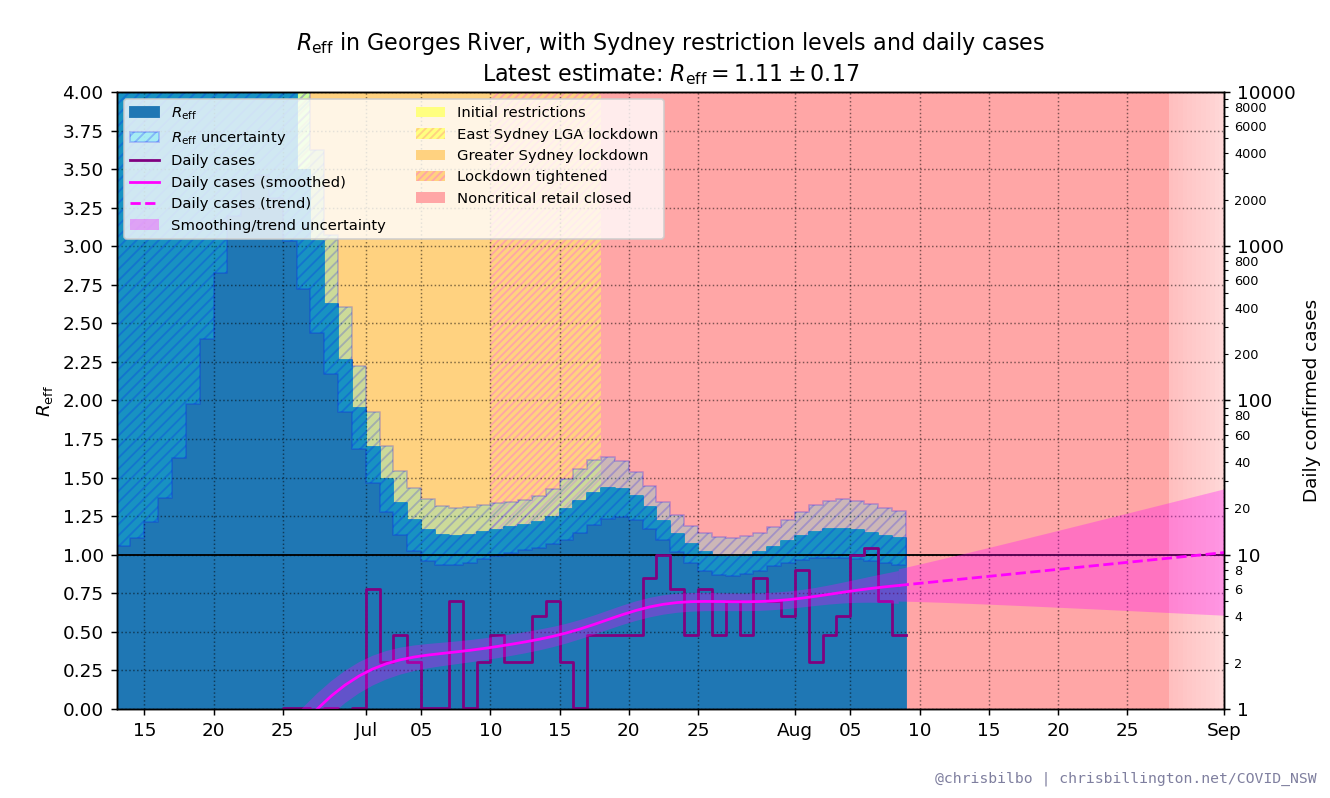 R_eff in Georges River, with Sydney restriction levels and daily cases
Latest estimate: R_eff = 1.11 ± 0.17
R_eff
R_eff uncertainty
Daily cases
Daily cases (smoothed)
Daily cases (trend)
Smoothing/trend uncertainty
Initial restrictions
East Sydney LGA lockdown
Greater Sydney lockdown
Lockdown tightened
Noncritical retail closed
4.00
3.75
3.50
3.25
3.00
2.75
2.50
2.25
2.00
1.75
1.50
1.25
1.00
0.75
0.50
0.25
0.00
R_eff
10000
8000
6000
4000
2000
1000
800
600
400
200
100
80
60
40
20
10
8
6
4
2
1
Daily confirmed cases
15 20 25 Jul 05 10 15 20 25 Aug 05 10 15 20 25 Sep
@chrisbilbo | chrisbillington.net/COVID_NSW